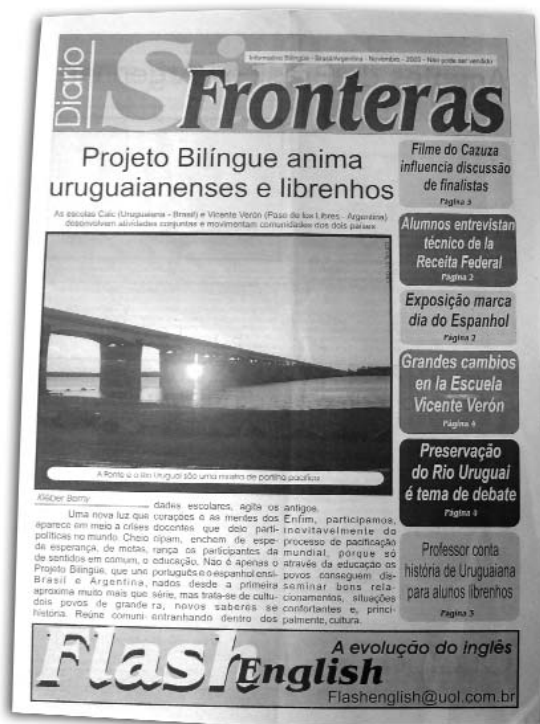 Diario
Sin
Fronteras
Informativo Bilíngüe - Brasil/Argentina - Novembro - 2005 - Não pode ser vendido
Projeto Bilíngue anima
uruguaianenses e librenhos
As escolas Caic (Uruguaiana - Brasil) e Vicente Verón (Paso de los Libres - Argentina)
desenvolvem atividades conjuntas e movimentam comunidades dos dois países
A Ponte e o Rio Uruguai são uma mostra de partilha pacífica
Kléber
Uma nova luz que
aparece em meio a crises
políticas no mundo. Cheio
da esperança, de metas,
de sentidos em comum, o
Projeto Bilíngue, que une
Brasil e Argentina,
aproxima muito mais que
dois povos de grande
história. Reúne comuni-
dades escolares, agita os
corações e as mentes dos
docentes que dele parti-
cipam, enchem de espe-
rança os participantes da
educação. Não é apenas o
português e o espanhol ensi-
nados desde a primeira
série, mas trata-se de cultu-
ra, novos saberes se
entranhando dentro dos
antigos.
Enfim, participamos,
inevitavelmente do
processo de pacificação
mundial, porque só
através da educação os
povos conseguem dis-
seminar bons rela-
cionamentos, situações
confortantes e, princi-
palmente, cultura.
Filme do Cazuza
influencia discussão
de finalistas
Página 3
Alumnos entrevistan
técnico de la
Receita Federal
Página 2
Exposição marca
dia do Espanhol
Página 2
Grandes cambios
en la Escuela
Vicente Verón
Página 4
Preservação
do Rio Uruguai
é tema de debate
Página 4
Professor conta
história de Uruguaiana
para alunos librenhos
Página 3
Flash English
A evolução do inglês
Flashenglish@uol.com.br